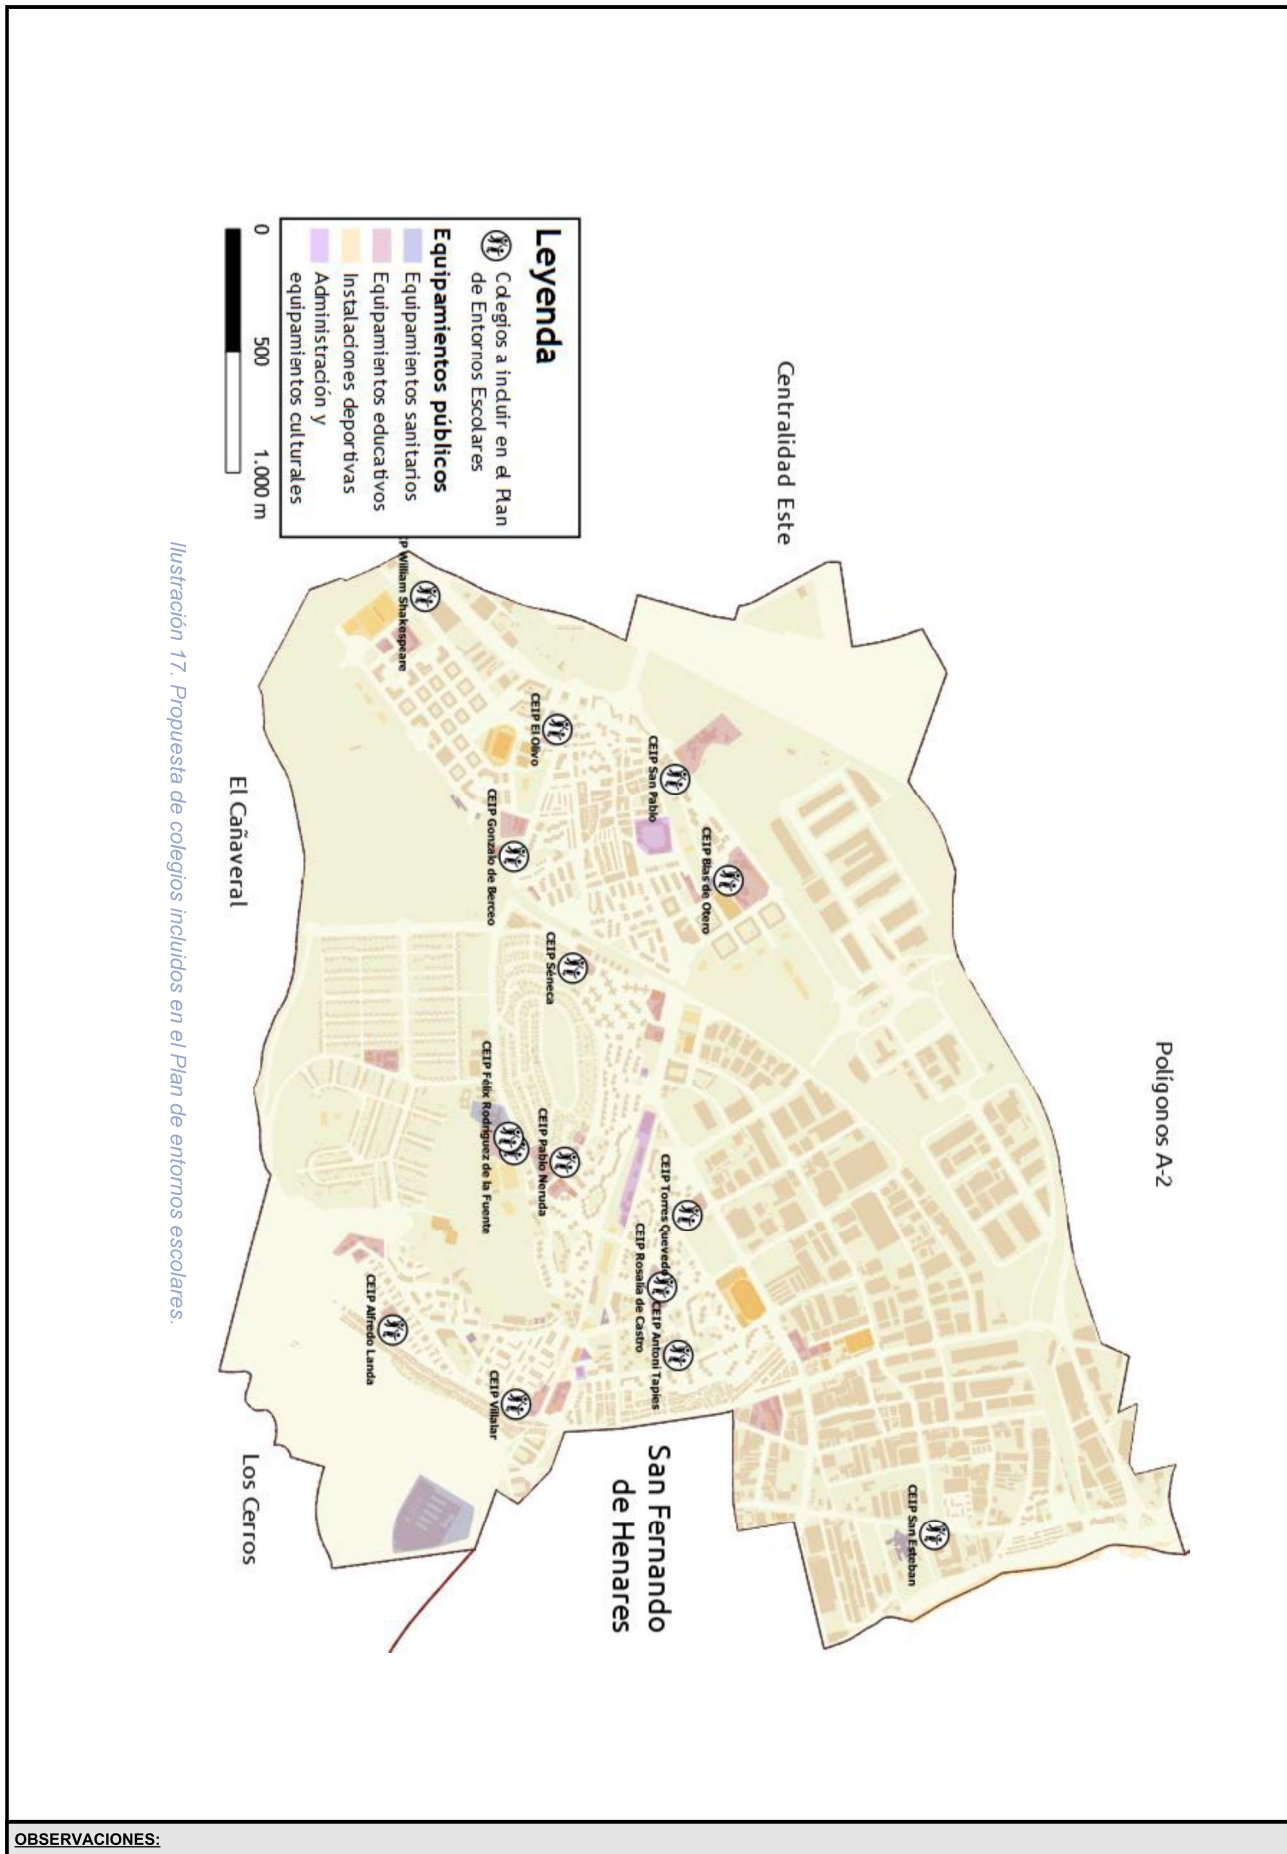 Polígonos A-2
Centralidad Este
San Fernando
de Henares
El Cañaveral
Los Cerros
CEIP San Esteban
CEIP Blas de Otero
CEIP San Pablo
CEIP Torres Quevedo
CEIP Antoni Tapies
CEIP Rosalía de Castro
CEIP El Olivo
CEIP Séneca
CEIP Pablo Neruda
CEIP Gonzalo de Berceo
CEIP Félix Rodríguez de la Fuente
CEIP Villalar
IP William Shakespeare
CEIP Alfredo Landa
Leyenda
Colegios a incluir en el Plan
de Entornos Escolares
Equipamientos públicos
Equipamientos sanitarios
Equipamientos educativos
Instalaciones deportivas
Administración y
equipamientos culturales
0 500 1.000 m
Ilustración 17. Propuesta de colegios incluidos en el Plan de entornos escolares.
OBSERVACIONES: